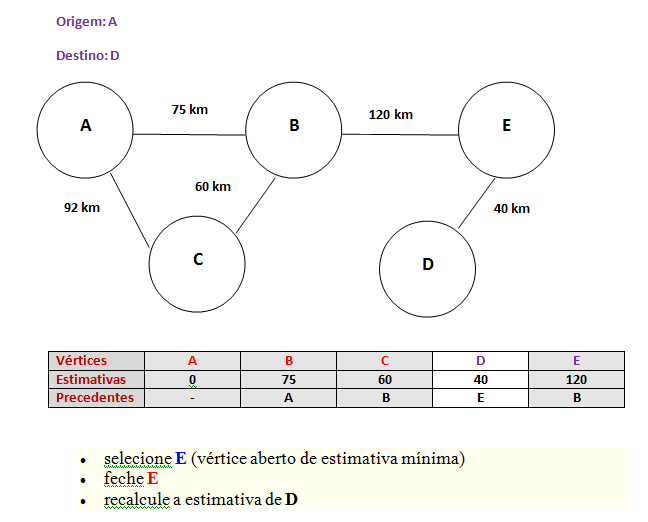 Origem: A
Destino: D
75 km
120 km
A
B
E
60 km
92 km
40 km
C
D
Vértices A B C D E
Estimativas 0 75 60 40 120
Precedentes - A B E B
• selecione E (vértice aberto de estimativa mínima)
• feche E
• recalcule a estimativa de D